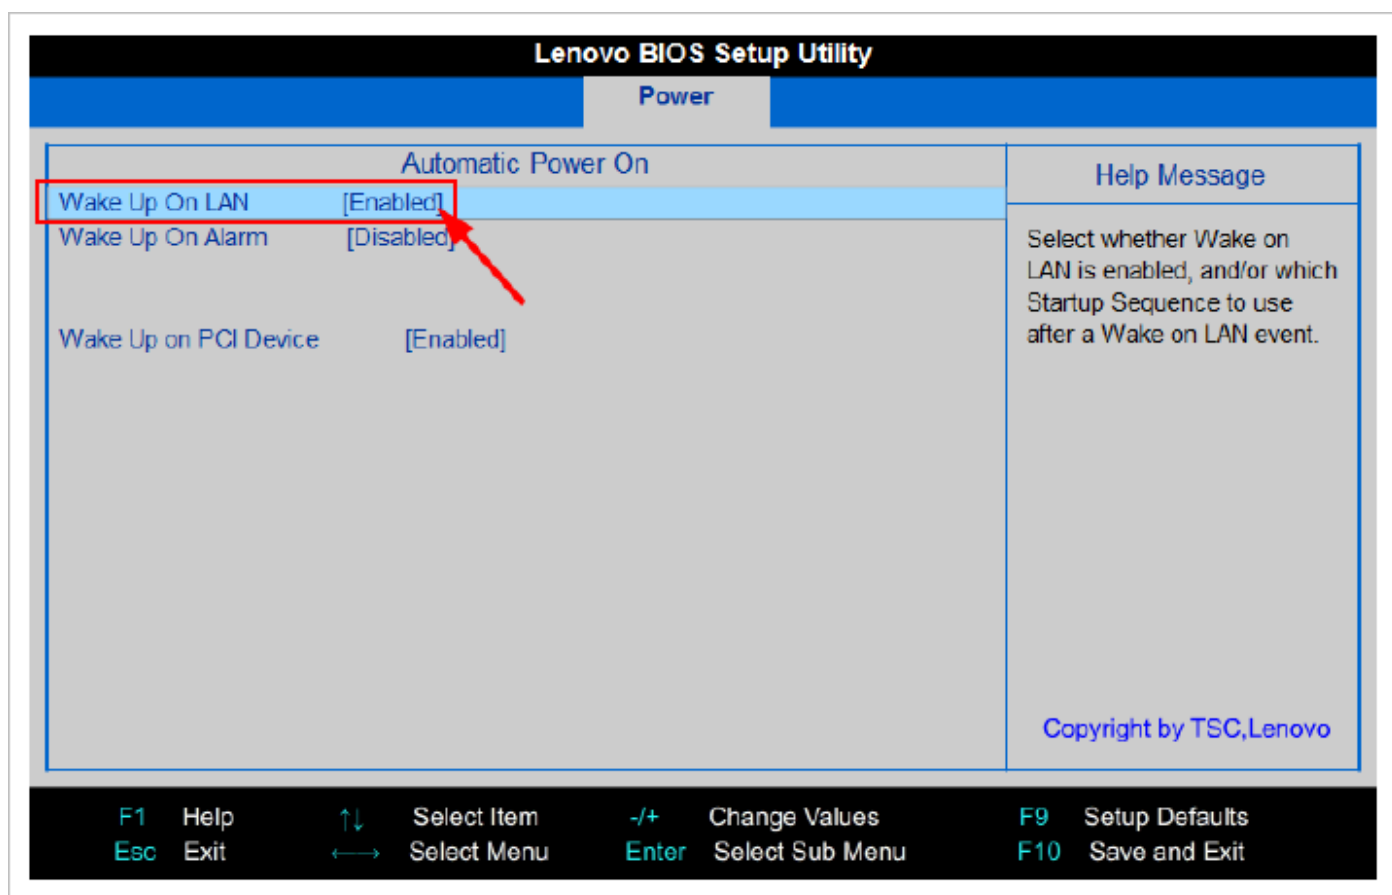 Lenovo BIOS Setup Utility
Power
Automatic Power On
Wake Up On LAN [Enabled]
Wake Up On Alarm [Disabled]
Wake Up on PCI Device [Enabled]
Help Message
Select whether Wake on
LAN is enabled, and/or which
Startup Sequence to use
after a Wake on LAN event.
Copyright by TSC,Lenovo
F1 Help ↑↓ Select Item -/+ Change Values F9 Setup Defaults
Esc Exit ←→ Select Menu Enter Select Sub Menu F10 Save and Exit